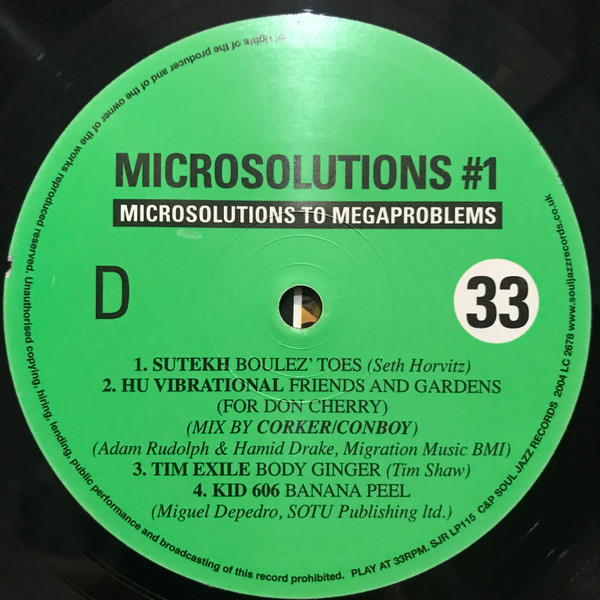 MICROSOLUTIONS #1
MICROSOLUTIONS TO MEGAPROBLEMS
D
33
1. SUTEKH BOULEZ' TOES (Seth Horvitz)
2. HU VIBRATIONAL FRIENDS AND GARDENS
(FOR DON CHERRY)
(MIX BY CORKER/CONBOY)
(Adam Rudolph & Hamid Drake, Migration Music BMI)
3. TIM EXILE BODY GINGER (Tim Shaw)
4. KID 606 BANANA PEEL
(Miguel Depedro, SOTU Publishing ltd.)
rights of the producer and of the owner of the works reproduced reserved. Unauthorised copying, hiring, lending, public performance and broadcasting of this record prohibited. PLAY AT 33RPM. SJR LP115 C&P SOUL JAZZ RECORDS 2004 LC 2678 www.souljazzrecords.co.uk